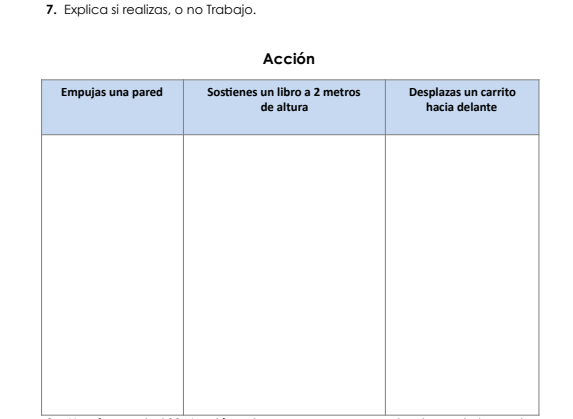 7. Explica si realizas, o no Trabajo.
Acción
Empujas una pared
Sostienes un libro a 2 metros
de altura
Desplazas un carrito
hacia delante